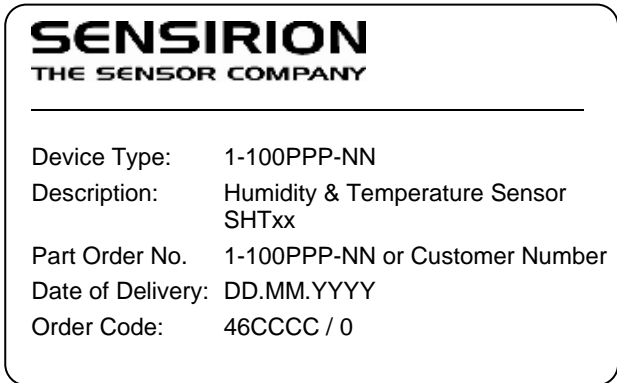 SENSIRION
THE SENSOR COMPANY
Device Type: 1-100PPP-NN
Description: Humidity & Temperature Sensor
SHTxx
Part Order No. 1-100PPP-NN or Customer Number
Date of Delivery: DD.MM.YYYY
Order Code: 46CCCC / 0